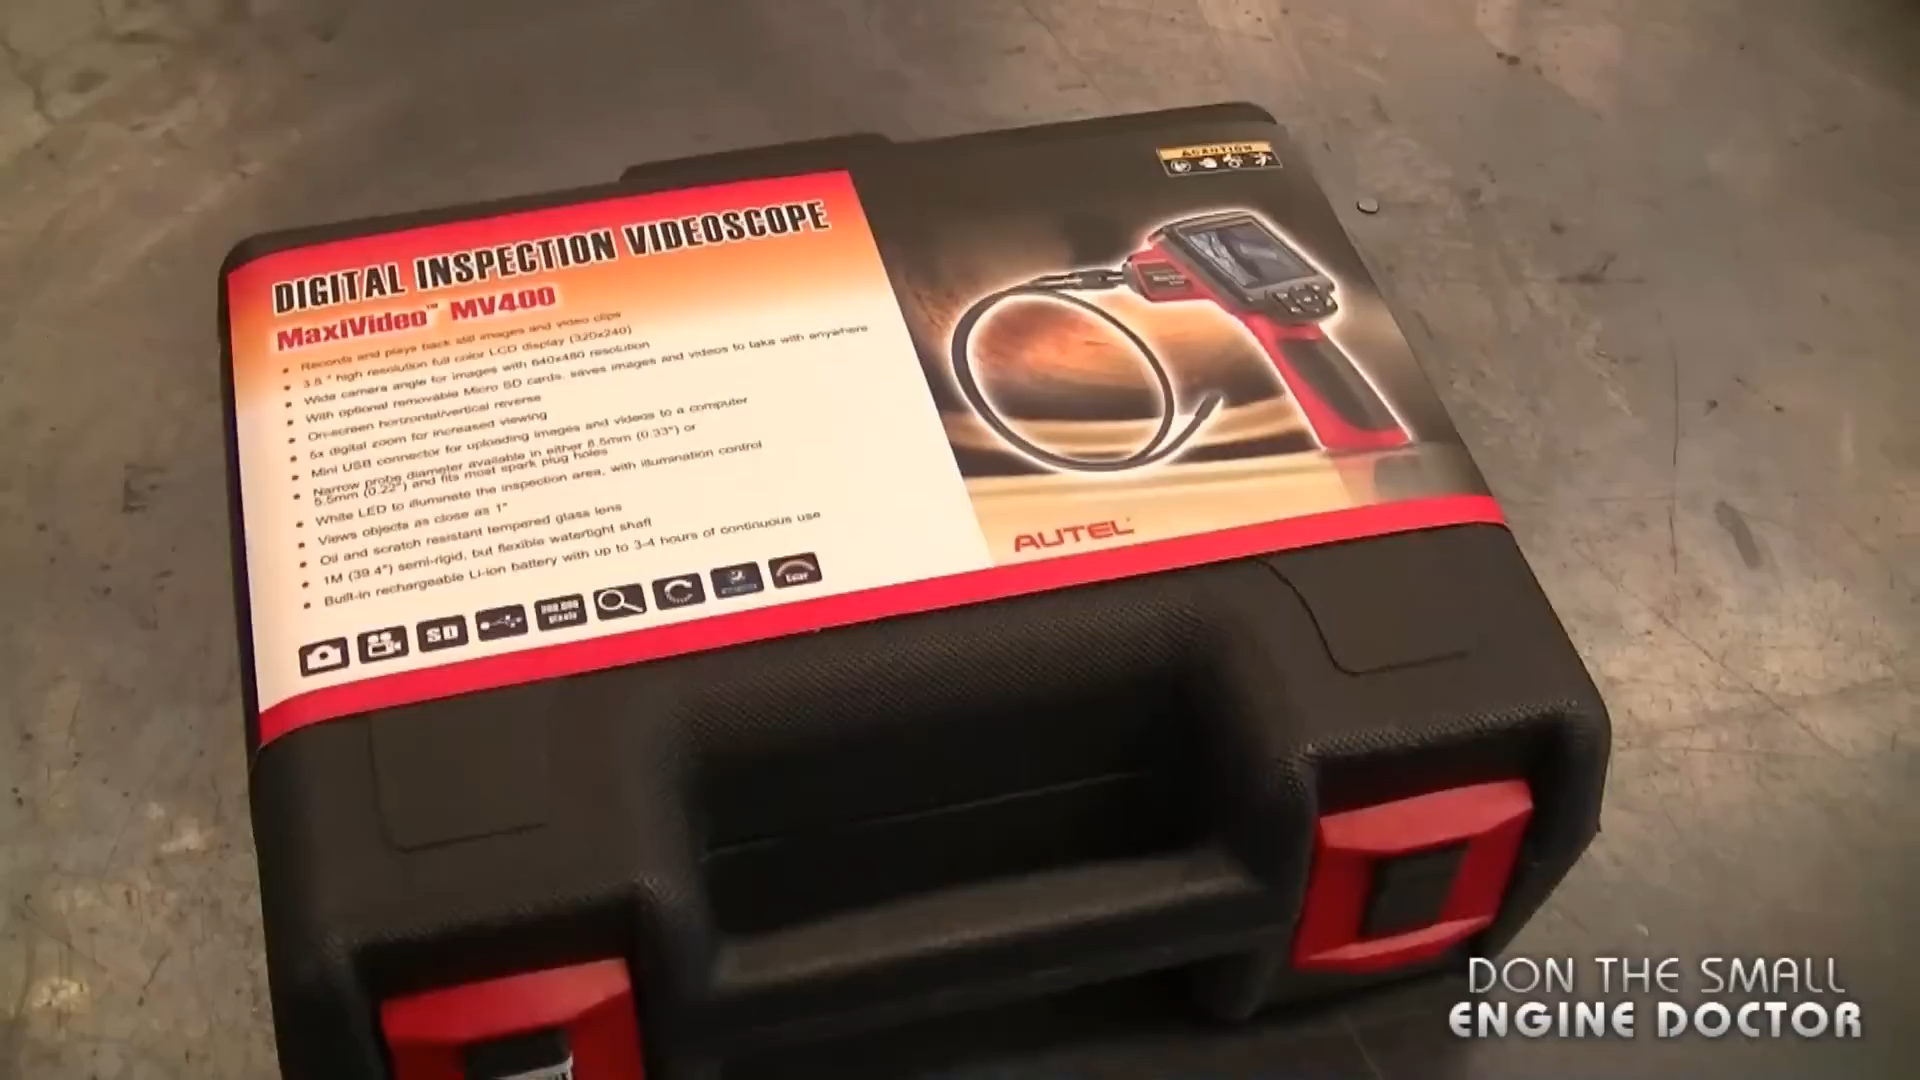 DIGITAL INSPECTION VIDEOSCOPE
MaxiVideo™ MV400
Records and plays back still images and video clips
3.5" high resolution full color LCD display (320x240)
Wide camera angle for images with 640x480 resolution
With optional removable Micro SD cards, saves images and videos to take with anywhere
On-screen horizontal/vertical reverse
5x digital zoom for increased viewing
Mini USB connector for uploading images and videos to a computer
Narrow probe diameter available in either 8.5mm (0.33") or
5.5mm (0.22") and fits most spark plug holes
White LED to illuminate the inspection area, with illumination control
Views objects as close as 1"
Oil and scratch resistant tempered glass lens
1M (39.4") semi-rigid, but flexible watertight shaft
Built-in rechargeable Li-ion battery with up to 3-4 hours of continuous use
SD
pixels
CAUTION
AUTEL
DON THE SMALL
ENGINE DOCTOR